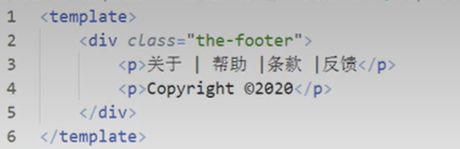 1 <template>
2 <div class="the-footer">
3 <p>关于 | 帮助 |条款 |反馈</p>
4 <p>Copyright ©2020</p>
5 </div>
6 </template>